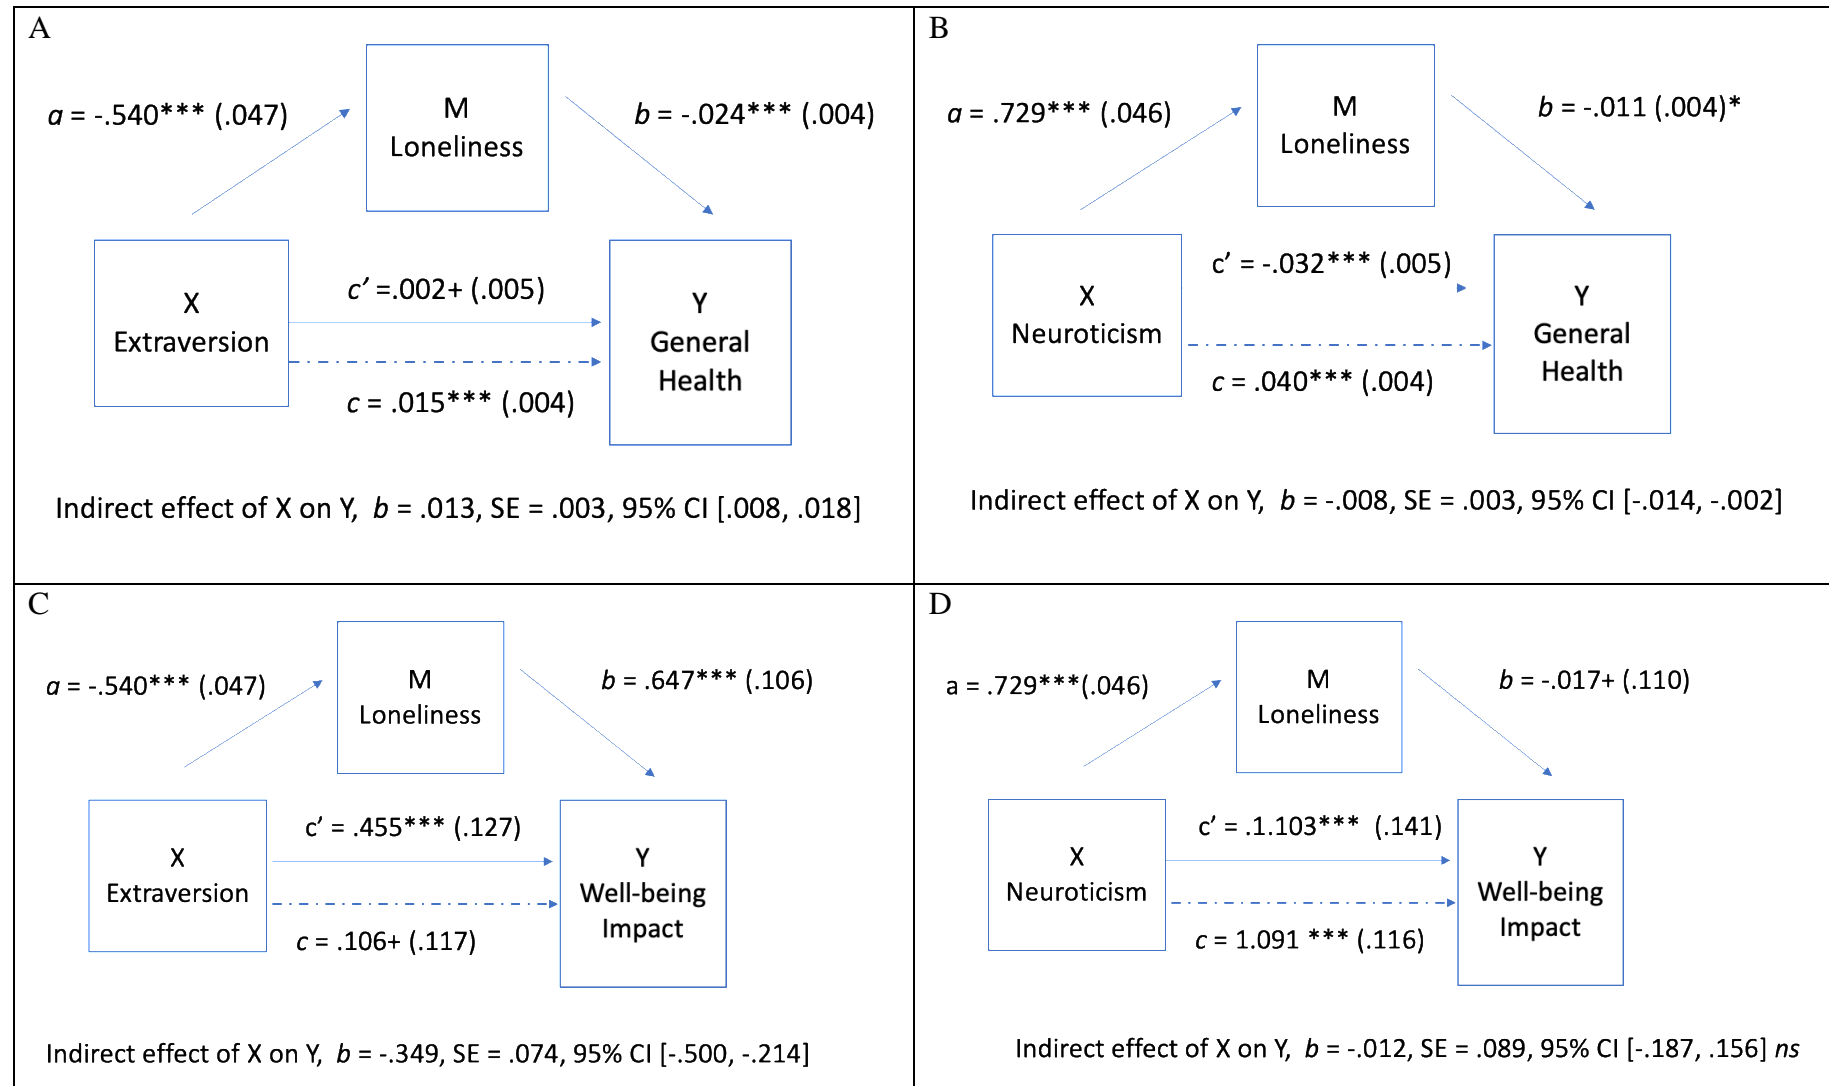 A
a = -.540*** (.047)
M
Loneliness
b = -.024*** (.004)
X
Extraversion
c’ =.002+ (.005)
c = .015*** (.004)
Y
General
Health
Indirect effect of X on Y, b = .013, SE = .003, 95% CI [.008, .018]
B
a = .729*** (.046)
M
Loneliness
b = -.011 (.004)*
X
Neuroticism
c’ = -.032*** (.005)
c = .040*** (.004)
Y
General
Health
Indirect effect of X on Y, b = -.008, SE = .003, 95% CI [-.014, -.002]
C
a = -.540*** (.047)
M
Loneliness
b = .647*** (.106)
X
Extraversion
c’ = .455*** (.127)
c = .106+ (.117)
Y
Well-being
Impact
Indirect effect of X on Y, b = -.349, SE = .074, 95% CI [-.500, -.214]
D
a = .729***(.046)
M
Loneliness
b = -.017+ (.110)
X
Neuroticism
c’ = .1.103*** (.141)
c = 1.091 *** (.116)
Y
Well-being
Impact
Indirect effect of X on Y, b = -.012, SE = .089, 95% CI [-.187, .156] ns